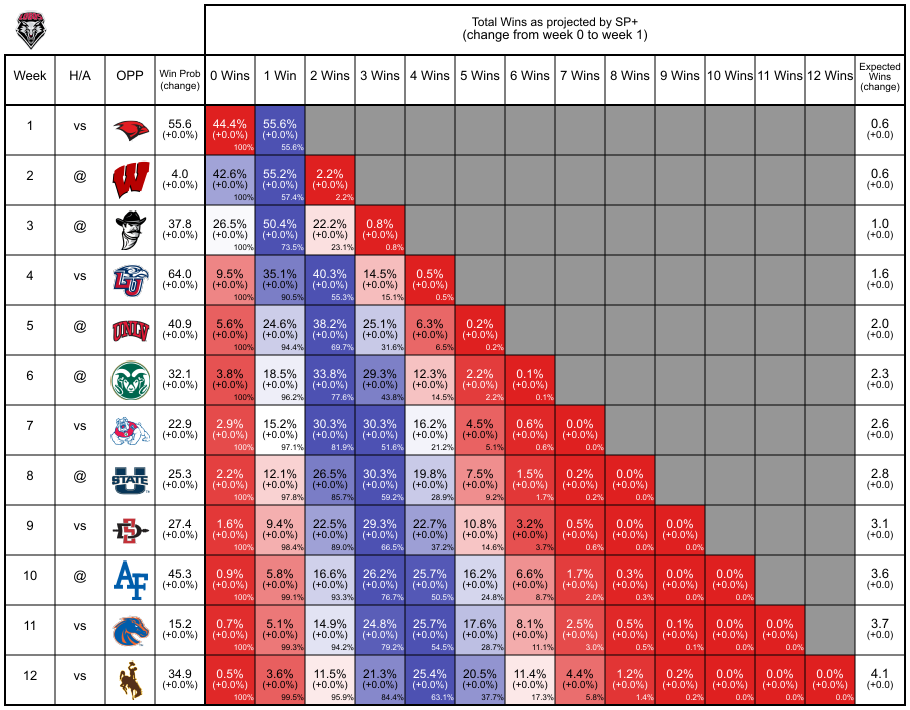 LOBOS
Total Wins as projected by SP+
(change from week 0 to week 1)
Week H/A OPP Win Prob (change) 0 Wins 1 Win 2 Wins 3 Wins 4 Wins 5 Wins 6 Wins 7 Wins 8 Wins 9 Wins 10 Wins 11 Wins 12 Wins Expected Wins (change)
1 vs 55.6 44.4% 55.6% 0.6
(+0.0%) (+0.0%) (+0.0%) (+0.0)
100% 55.6%
2 @ W 4.0 42.6% 55.2% 2.2% 0.6
(+0.0%) (+0.0%) (+0.0%) (+0.0%) (+0.0)
100% 57.4% 2.2%
3 @ 37.8 26.5% 50.4% 22.2% 0.8% 1.0
(+0.0%) (+0.0%) (+0.0%) (+0.0%) (+0.0%) (+0.0)
100% 73.5% 23.1% 0.8%
4 vs LU 64.0 9.5% 35.1% 40.3% 14.5% 0.5% 1.6
(+0.0%) (+0.0%) (+0.0%) (+0.0%) (+0.0%) (+0.0%) (+0.0)
100% 90.5% 55.3% 15.1% 0.5%
5 @ UNLV 40.9 5.6% 24.6% 38.2% 25.1% 6.3% 0.2% 2.0
(+0.0%) (+0.0%) (+0.0%) (+0.0%) (+0.0%) (+0.0%) (+0.0%) (+0.0)
100% 94.4% 69.7% 31.6% 6.5% 0.2%
6 @ 32.1 3.8% 18.5% 33.8% 29.3% 12.3% 2.2% 0.1% 2.3
(+0.0%) (+0.0%) (+0.0%) (+0.0%) (+0.0%) (+0.0%) (+0.0%) (+0.0%) (+0.0)
100% 96.2% 77.6% 43.8% 14.5% 2.2% 0.1%
7 vs 22.9 2.9% 15.2% 30.3% 30.3% 16.2% 4.5% 0.6% 0.0% 2.6
(+0.0%) (+0.0%) (+0.0%) (+0.0%) (+0.0%) (+0.0%) (+0.0%) (+0.0%) (+0.0%) (+0.0)
100% 97.1% 81.9% 51.6% 21.2% 5.1% 0.6% 0.0%
8 @ U STATE 25.3 2.2% 12.1% 26.5% 30.3% 19.8% 7.5% 1.5% 0.2% 0.0% 2.8
(+0.0%) (+0.0%) (+0.0%) (+0.0%) (+0.0%) (+0.0%) (+0.0%) (+0.0%) (+0.0%) (+0.0%) (+0.0)
100% 97.8% 85.7% 59.2% 28.9% 9.2% 1.7% 0.2% 0.0%
9 vs SD 27.4 1.6% 9.4% 22.5% 29.3% 22.7% 10.8% 3.2% 0.5% 0.0% 0.0% 3.1
(+0.0%) (+0.0%) (+0.0%) (+0.0%) (+0.0%) (+0.0%) (+0.0%) (+0.0%) (+0.0%) (+0.0%) (+0.0%) (+0.0)
100% 98.4% 89.0% 66.5% 37.2% 14.6% 3.7% 0.6% 0.0% 0.0%
10 @ AF 45.3 0.9% 5.8% 16.6% 26.2% 25.7% 16.2% 6.6% 1.7% 0.3% 0.0% 0.0% 3.6
(+0.0%) (+0.0%) (+0.0%) (+0.0%) (+0.0%) (+0.0%) (+0.0%) (+0.0%) (+0.0%) (+0.0%) (+0.0%) (+0.0%) (+0.0)
100% 99.1% 93.3% 76.7% 50.5% 24.8% 8.7% 2.0% 0.3% 0.0% 0.0%
11 vs 15.2 0.7% 5.1% 14.9% 24.8% 25.7% 17.6% 8.1% 2.5% 0.5% 0.1% 0.0% 0.0% 3.7
(+0.0%) (+0.0%) (+0.0%) (+0.0%) (+0.0%) (+0.0%) (+0.0%) (+0.0%) (+0.0%) (+0.0%) (+0.0%) (+0.0%) (+0.0%) (+0.0)
100% 99.3% 94.2% 79.2% 54.5% 28.7% 11.1% 3.0% 0.5% 0.1% 0.0% 0.0%
12 vs 34.9 0.5% 3.6% 11.5% 21.3% 25.4% 20.5% 11.4% 4.4% 1.2% 0.2% 0.0% 0.0% 0.0% 4.1
(+0.0%) (+0.0%) (+0.0%) (+0.0%) (+0.0%) (+0.0%) (+0.0%) (+0.0%) (+0.0%) (+0.0%) (+0.0%) (+0.0%) (+0.0%) (+0.0%) (+0.0)
100% 99.5% 95.9% 84.4% 63.1% 37.7% 17.3% 5.8% 1.4% 0.2% 0.0% 0.0% 0.0%